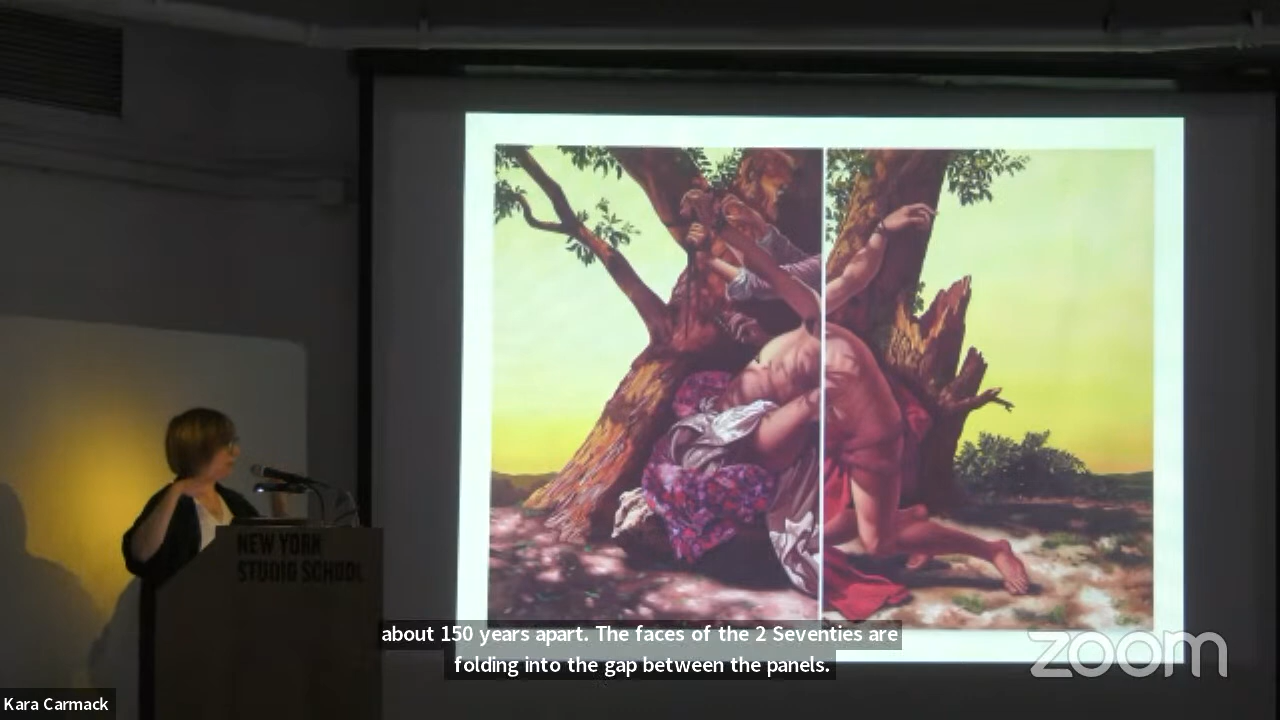 NEW YORK
STUDIO SCHOOL
about 150 years apart. The faces of the 2 Seventies are
folding into the gap between the panels.
zoom
Kara Carmack